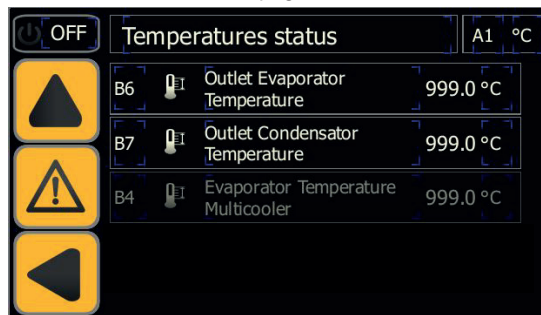 OFF Temperatures status A1 °C
B6 Outlet Evaporator Temperature 999.0 °C
B7 Outlet Condensator Temperature 999.0 °C
B4 Evaporator Temperature Multicooler 999.0 °C